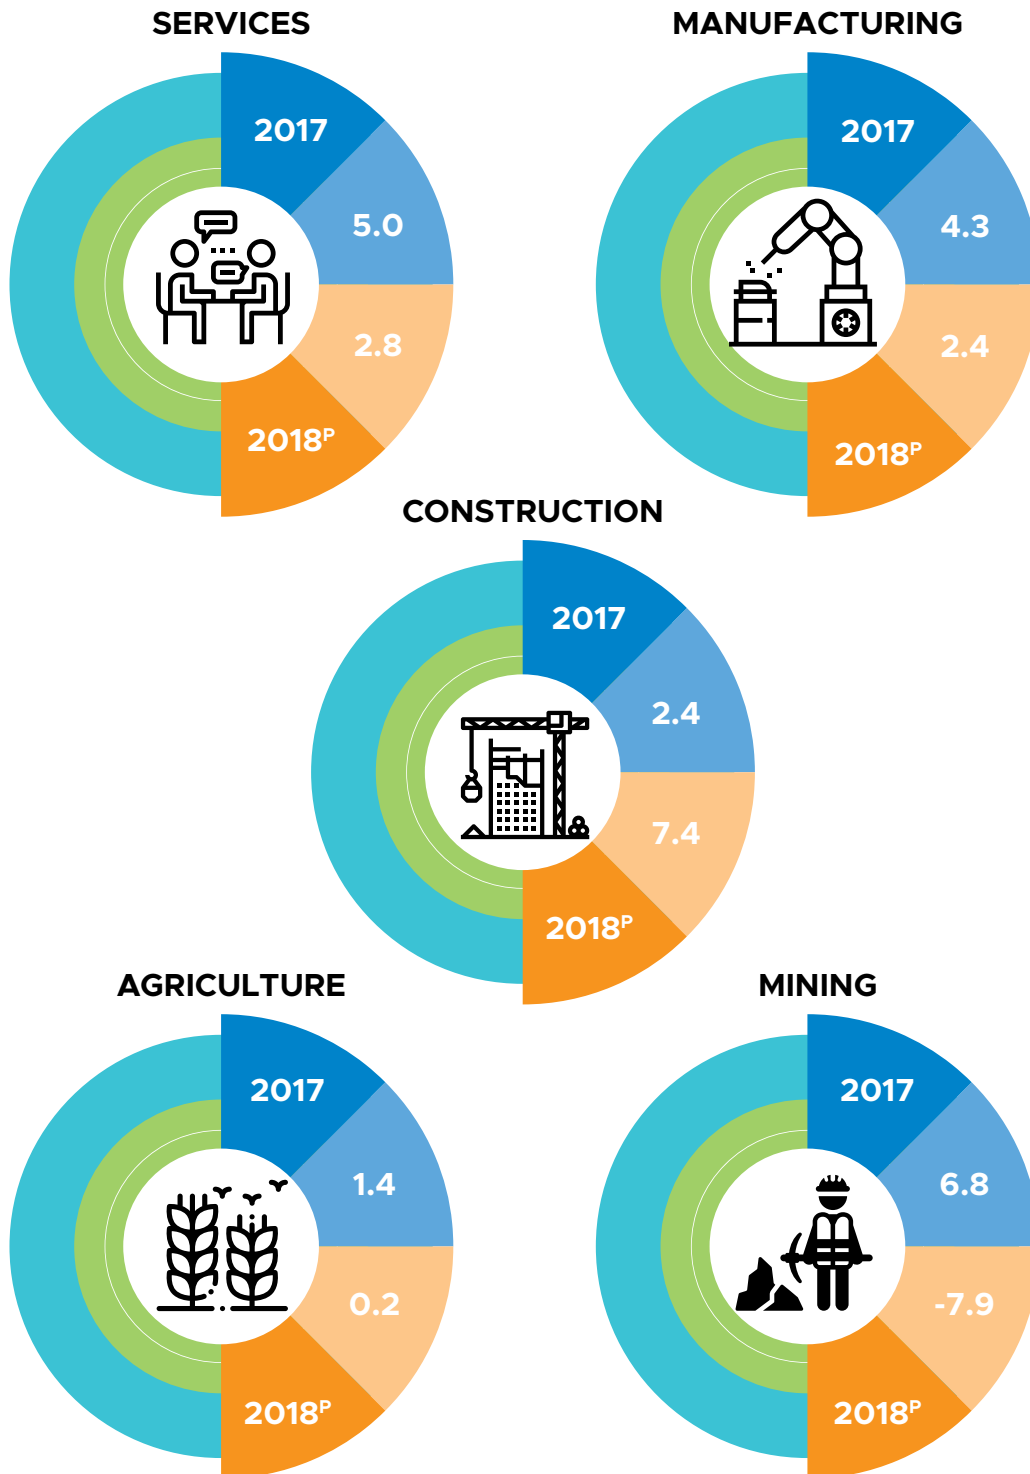 SERVICES
2017
5.0
2.8
2018ᴾ
MANUFACTURING
2017
4.3
2.4
2018ᴾ
CONSTRUCTION
2017
2.4
7.4
2018ᴾ
AGRICULTURE
2017
1.4
0.2
2018ᴾ
MINING
2017
6.8
-7.9
2018ᴾ